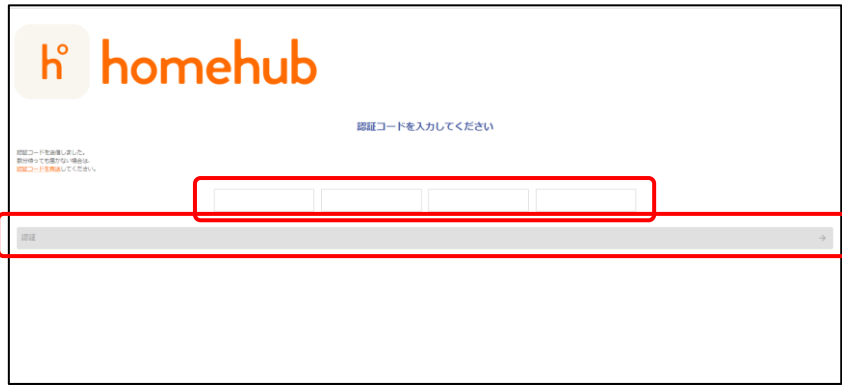 h° homehub
認証コードを入力してください
認証コードを送信しました。
数分待っても届かない場合は、
認証コードを再送してください。
認証